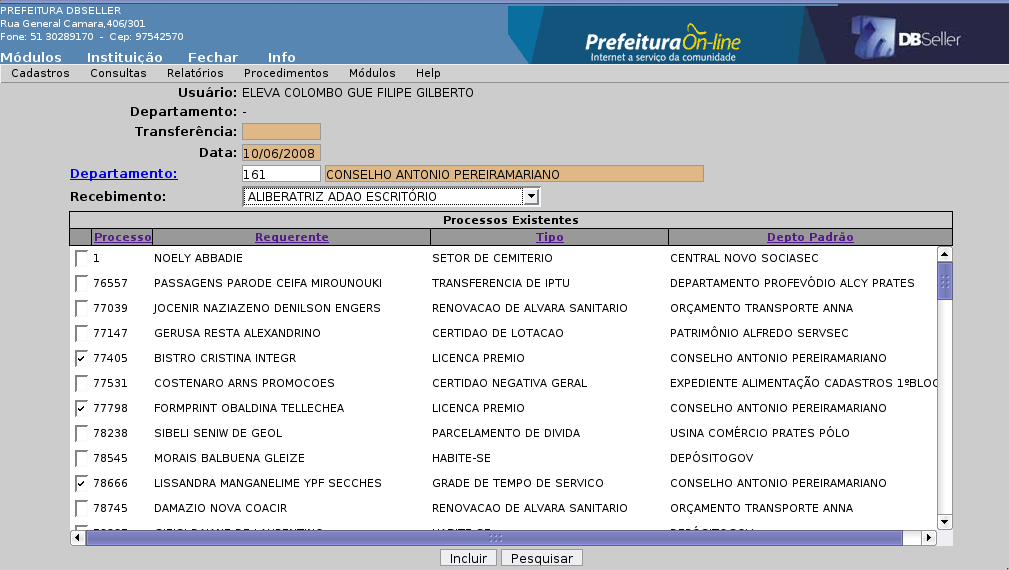 PREFEITURA DBSELLER
Rua General Camara,406/301
Fone: 51 30289170 - Cep: 97542570
Prefeitura On-line
Internet a serviço da comunidade
DBSeller
Módulos Instituição Fechar Info
Cadastros Consultas Relatórios Procedimentos Módulos Help
Usuário: ELEVA COLOMBO GUE FILIPE GILBERTO
Departamento: -
Transferência:
Data: 10/06/2008
Departamento: 161 CONSELHO ANTONIO PEREIRAMARIANO
Recebimento: ALIBERATRIZ ADAO ESCRITÓRIO
Processos Existentes
Processo Requerente Tipo Depto Padrão
1 NOELY ABBADIE SETOR DE CEMITERIO CENTRAL NOVO SOCIASEC
76557 PASSAGENS PARODE CEIFA MIROUNOUKI TRANSFERENCIA DE IPTU DEPARTAMENTO PROFEVÓDIO ALCY PRATES
77039 JOCENIR NAZIAZENO DENILSON ENGERS RENOVACAO DE ALVARA SANITARIO ORÇAMENTO TRANSPORTE ANNA
77147 GERUSA RESTA ALEXANDRINO CERTIDAO DE LOTACAO PATRIMÔNIO ALFREDO SERVSEC
77405 BISTRO CRISTINA INTEGR LICENCA PREMIO CONSELHO ANTONIO PEREIRAMARIANO
77531 COSTENARO ARNS PROMOCOES CERTIDAO NEGATIVA GERAL EXPEDIENTE ALIMENTAÇÃO CADASTROS 1ºBLOC
77798 FORMPRINT OBALDINA TELLECHEA LICENCA PREMIO CONSELHO ANTONIO PEREIRAMARIANO
78238 SIBELI SENIW DE GEOL PARCELAMENTO DE DIVIDA USINA COMÉRCIO PRATES PÓLO
78545 MORAIS BALBUENA GLEIZE HABITE-SE DEPÓSITOGOV
78666 LISSANDRA MANGANELIME YPF SECCHES GRADE DE TEMPO DE SERVICO CONSELHO ANTONIO PEREIRAMARIANO
78745 DAMAZIO NOVA COACIR RENOVACAO DE ALVARA SANITARIO ORÇAMENTO TRANSPORTE ANNA
Incluir Pesquisar